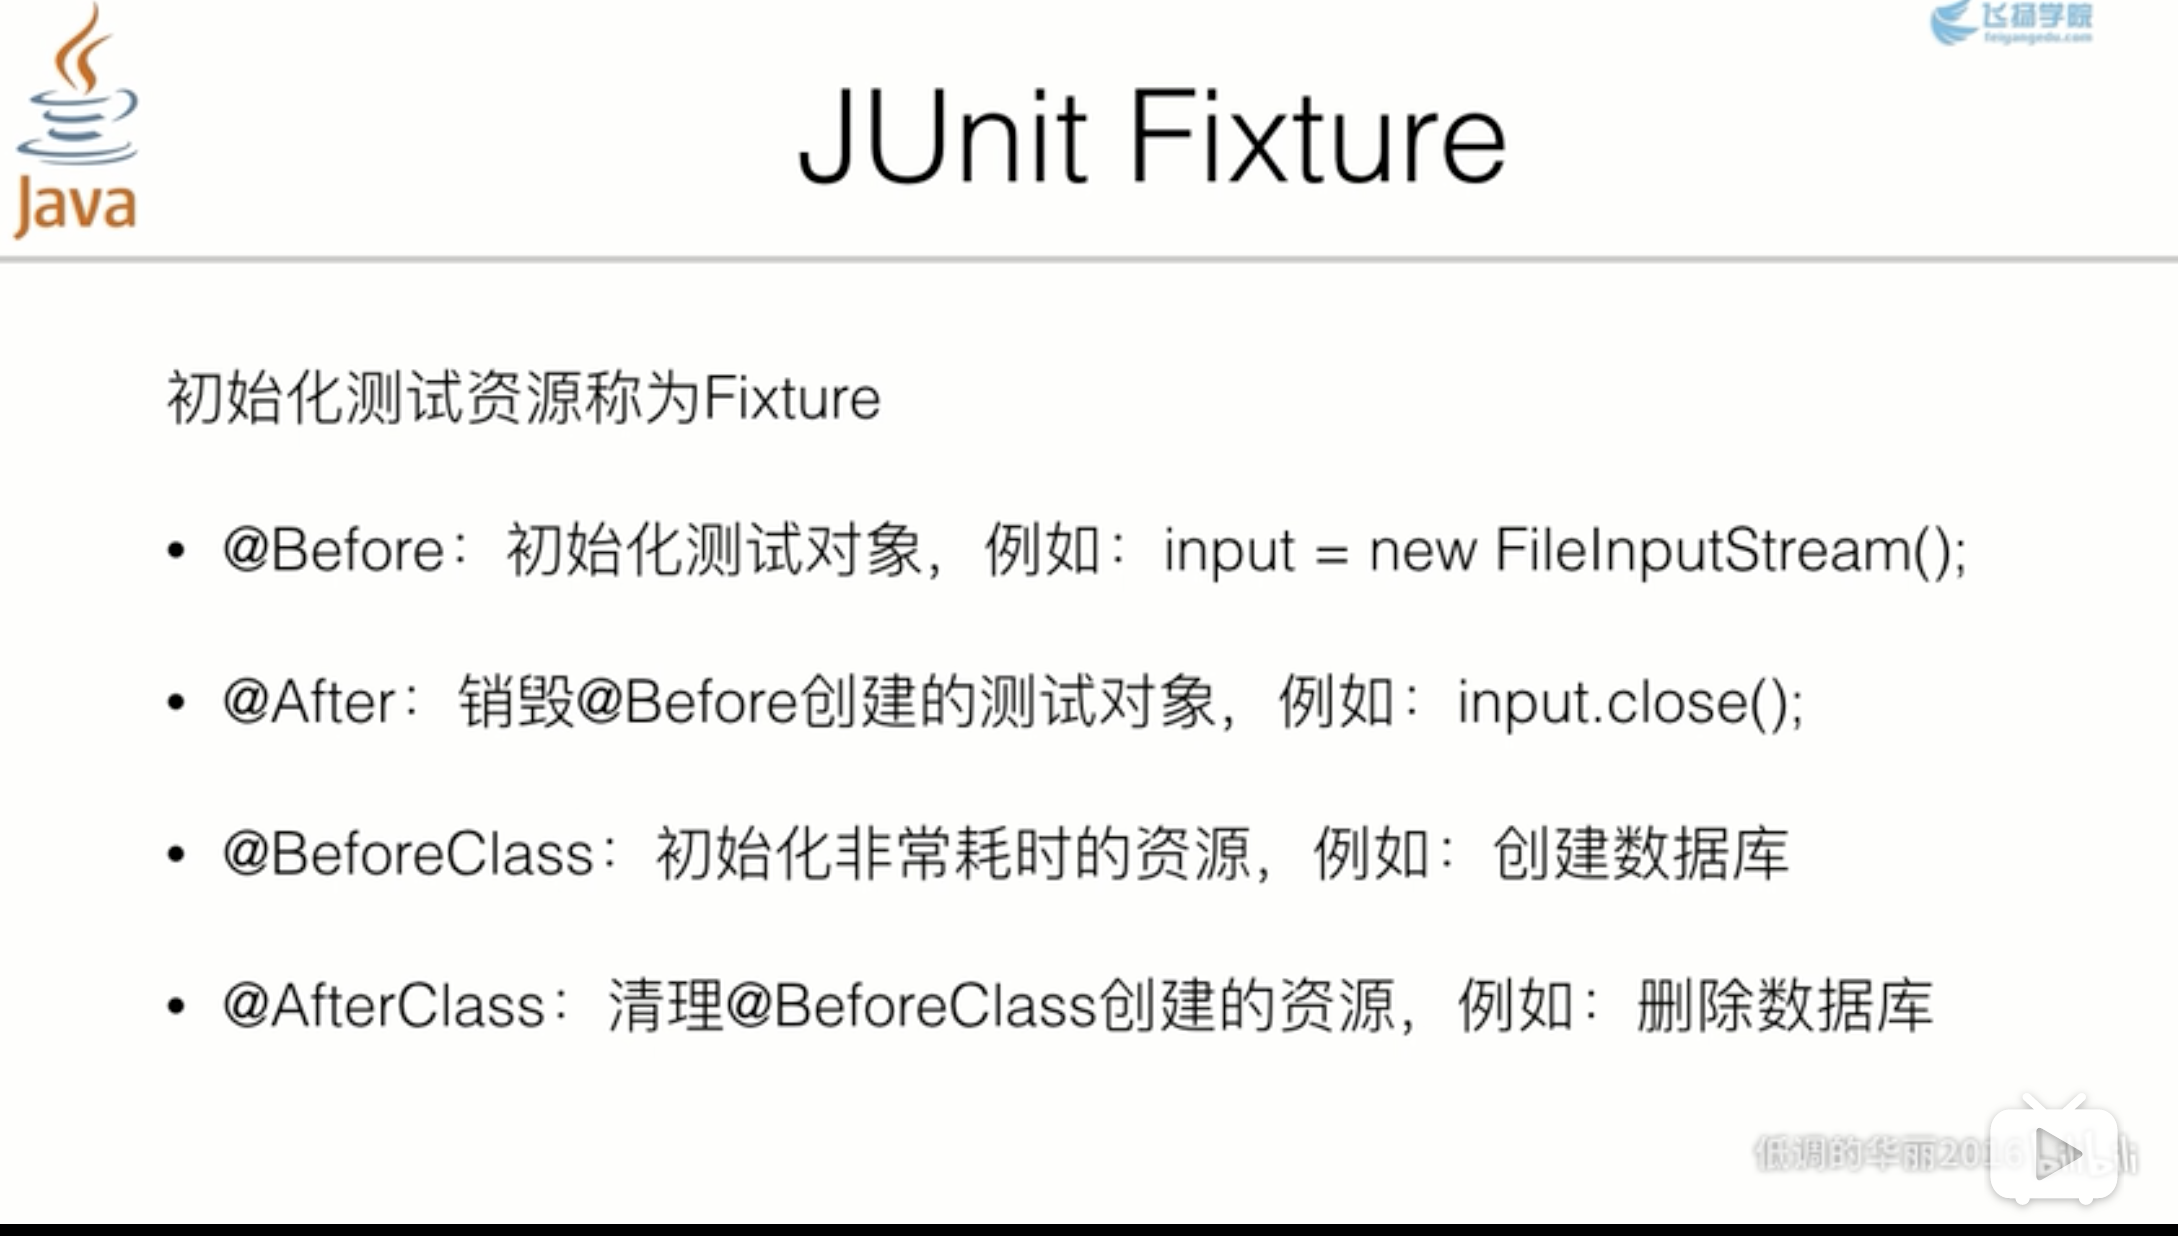 飞扬学院
feiyangedu.com
Java
JUnit Fixture
初始化测试资源称为Fixture
• @Before：初始化测试对象，例如：input = new FileInputStream();
• @After：销毁@Before创建的测试对象，例如：input.close();
• @BeforeClass：初始化非常耗时的资源，例如：创建数据库
• @AfterClass：清理@BeforeClass创建的资源，例如：删除数据库
低调的华丽2016